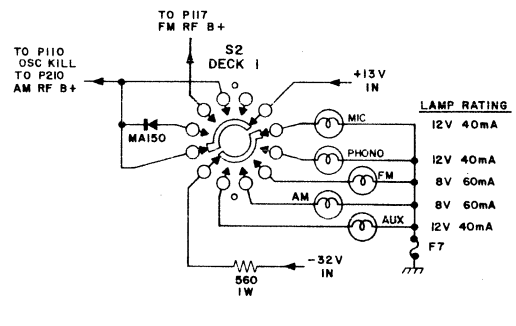 TO P117
FM RF B+
TO P110
OSC KILL
TO P210
AM RF B+
S2
DECK 1
+13V
IN
MA150
MIC
PHONO
FM
AM
AUX
LAMP RATING
12V 40mA
12V 40mA
8V 60mA
8V 60mA
12V 40mA
F7
-32V
IN
560
1W